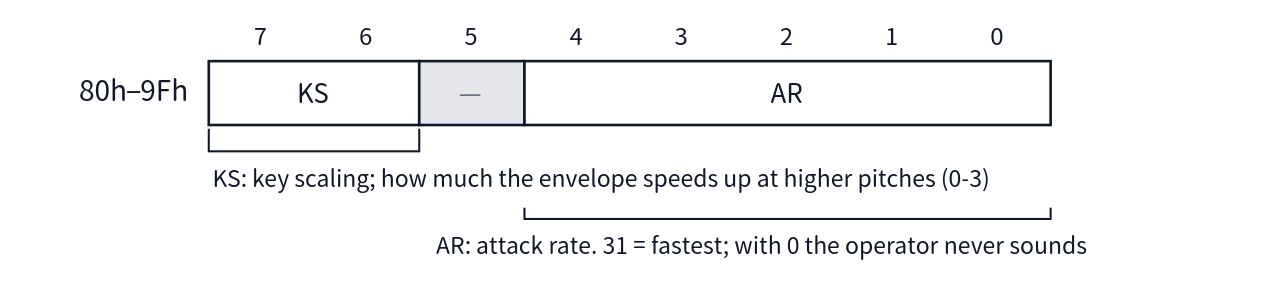 7 6 5 4 3 2 1 0
80h–9Fh KS — AR
KS: key scaling; how much the envelope speeds up at higher pitches (0-3)
AR: attack rate. 31 = fastest; with 0 the operator never sounds